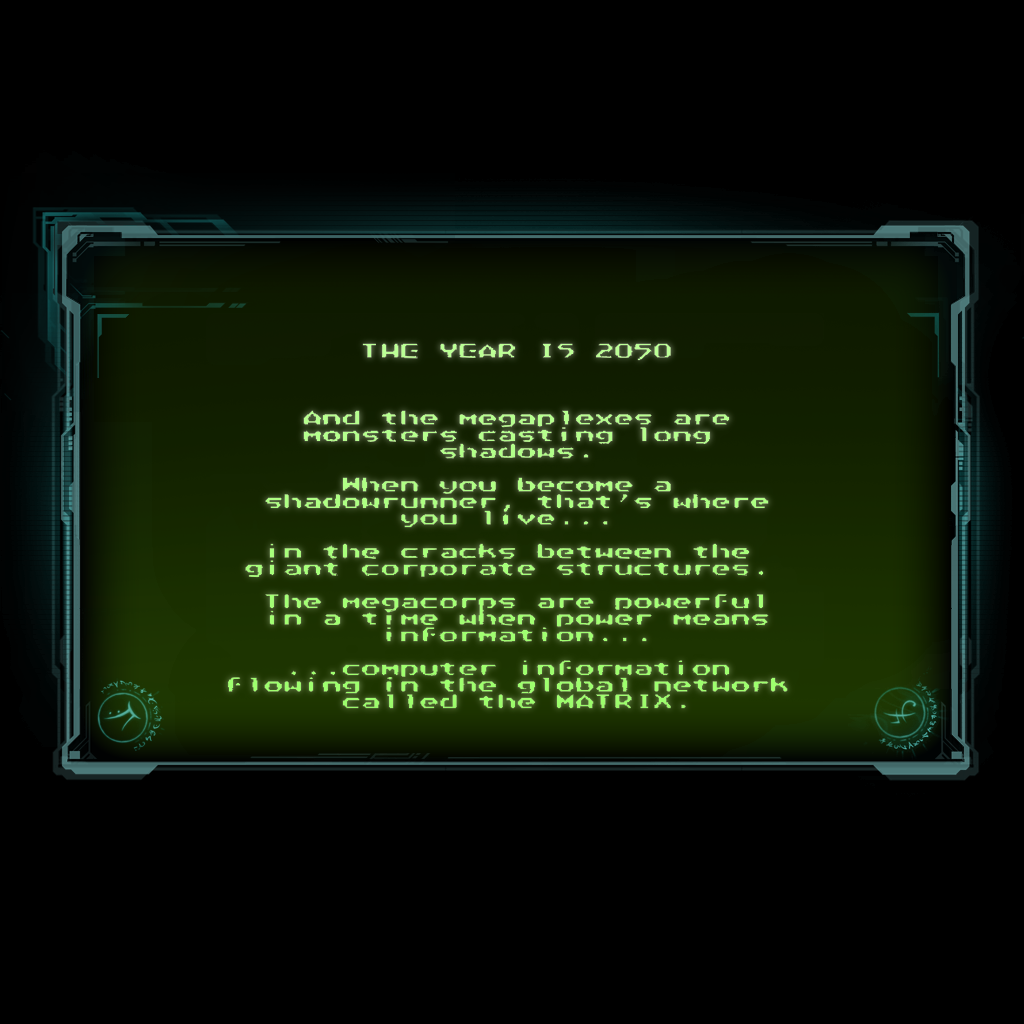 THE YEAR IS 2050
And the megaplexes are
monsters casting long
shadows.
When you become a
shadowrunner, that's where
you live...
in the cracks between the
giant corporate structures.
The megacorps are powerful
in a time when power means
information...
...computer information
flowing in the global network
called the MATRIX.